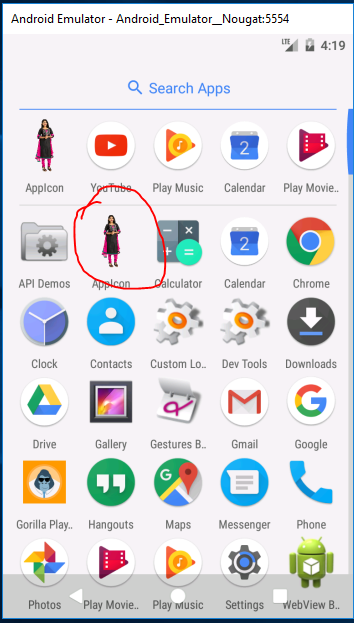 Android Emulator - Android_Emulator__Nougat:5554
LTE 4:19
Search Apps
AppIcon YouTube Play Music Calendar Play Movie..
2
API Demos AppIcon Calculator Calendar Chrome
2
Clock Contacts Custom Lo.. Dev Tools Downloads
Drive Gallery Gestures B.. Gmail Google
Gorilla Play.. Hangouts Maps Messenger Phone
Photos Play Movie.. Play Music Settings WebView B..